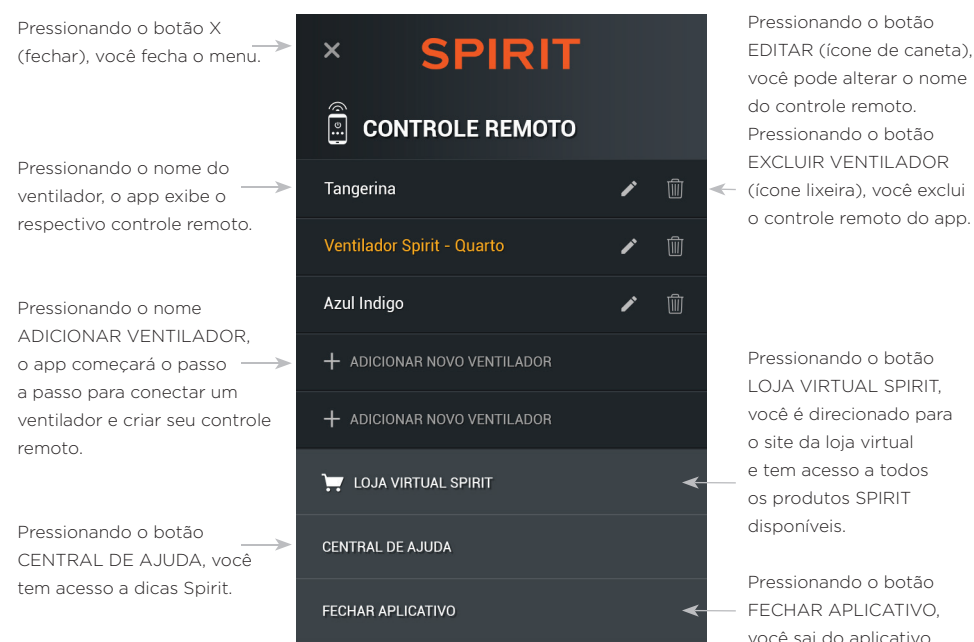 Pressionando o botão X
(fechar), você fecha o menu.
Pressionando o nome do
ventilador, o app exibe o
respectivo controle remoto.
Pressionando o nome
ADICIONAR VENTILADOR,
o app começará o passo
a passo para conectar um
ventilador e criar seu controle
remoto.
Pressionando o botão
CENTRAL DE AJUDA, você
tem acesso a dicas Spirit.
SPIRIT
CONTROLE REMOTO
Tangerina
Ventilador Spirit - Quarto
Azul Indigo
ADICIONAR NOVO VENTILADOR
ADICIONAR NOVO VENTILADOR
LOJA VIRTUAL SPIRIT
CENTRAL DE AJUDA
FECHAR APLICATIVO
Pressionando o botão
EDITAR (ícone de caneta),
você pode alterar o nome
do controle remoto.
Pressionando o botão
EXCLUIR VENTILADOR
(ícone lixeira), você exclui
o controle remoto do app.
Pressionando o botão
LOJA VIRTUAL SPIRIT,
você é direcionado para
o site da loja virtual
e tem acesso a todos
os produtos SPIRIT
disponíveis.
Pressionando o botão
FECHAR APLICATIVO,
você sai do aplicativo